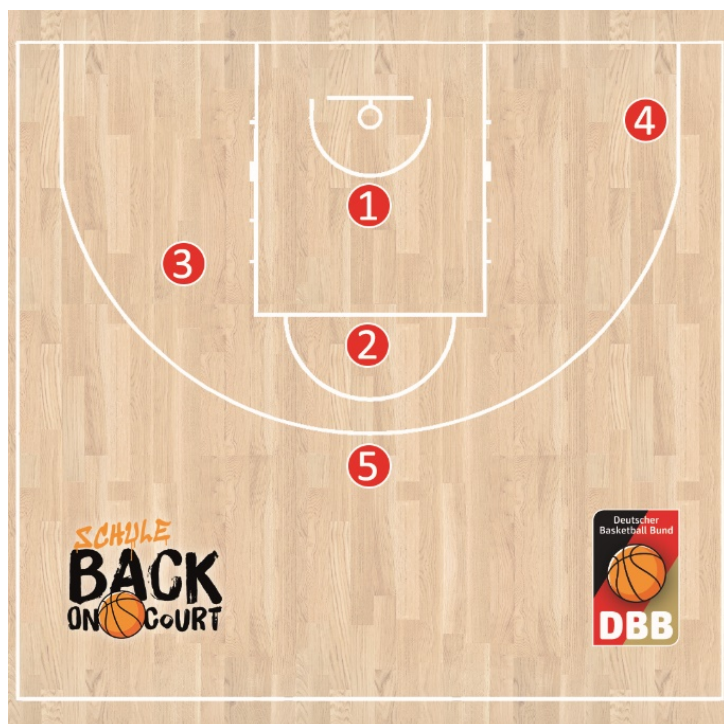 4
1
3
2
5
SCHULE
BACK
ON COURT
Deutscher
Basketball Bund
DBB